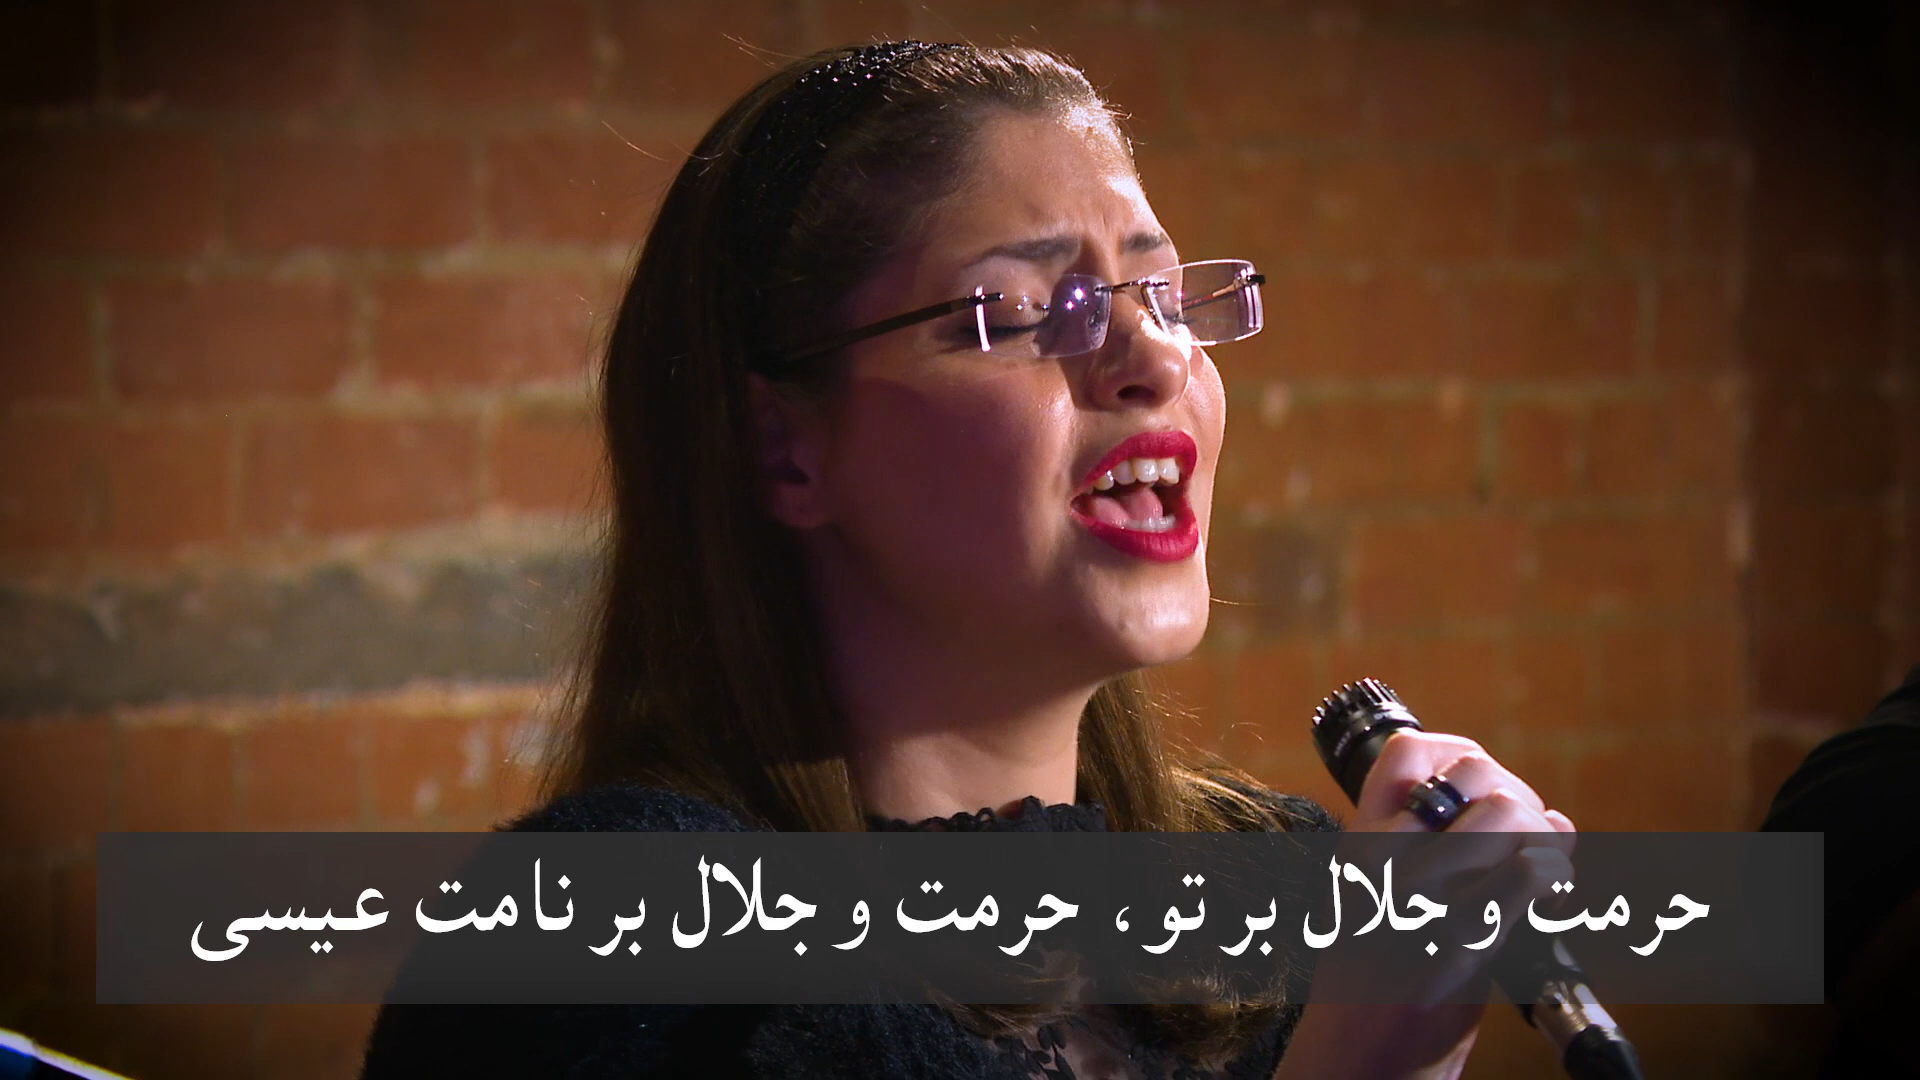 حرمت و جلال بر تو، حرمت و جلال بر نامت عیسی